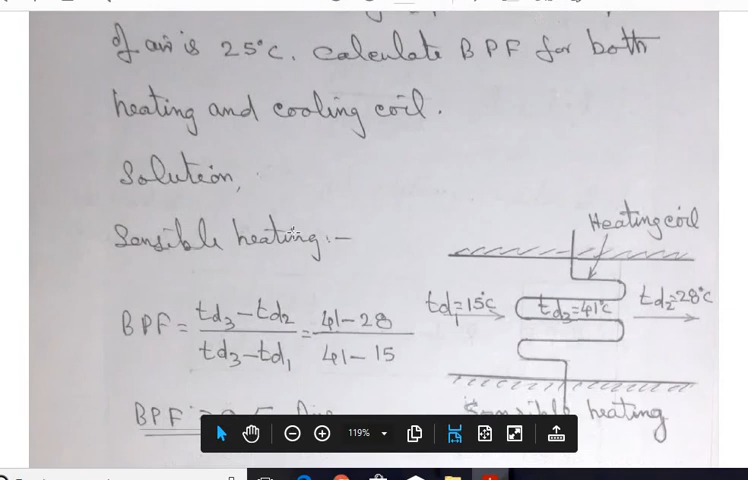 of air is 25°C. Calculate BPF for both
heating and cooling coil.
Solution,
Sensible heating:-
Heating coil
td1=15°C
td3=41°C
td2=28°C
BPF = td3-td2 / td3-td1 = 41-28 / 41-15
BPF
Sensible heating
119%